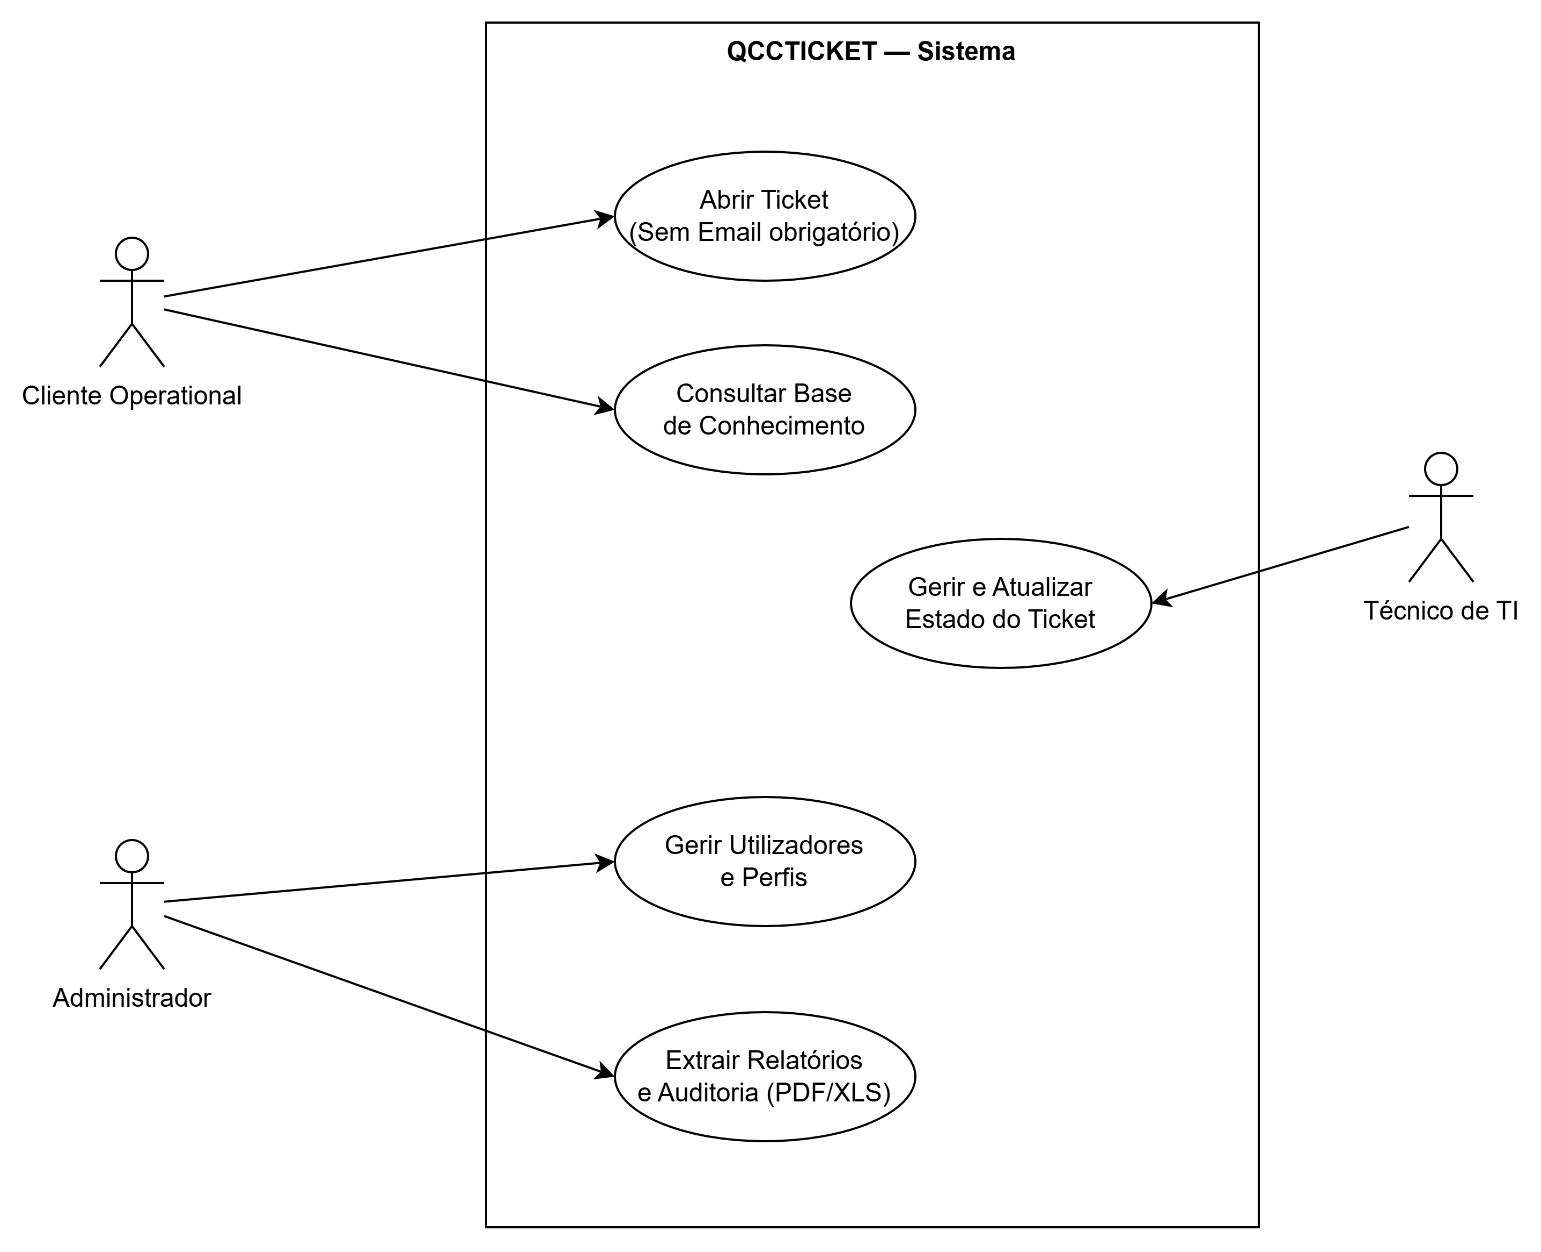 QCCTICKET — Sistema
Abrir Ticket
(Sem Email obrigatório)
Cliente Operational
Consultar Base
de Conhecimento
Gerir e Atualizar
Estado do Ticket
Técnico de TI
Gerir Utilizadores
e Perfis
Administrador
Extrair Relatórios
e Auditoria (PDF/XLS)